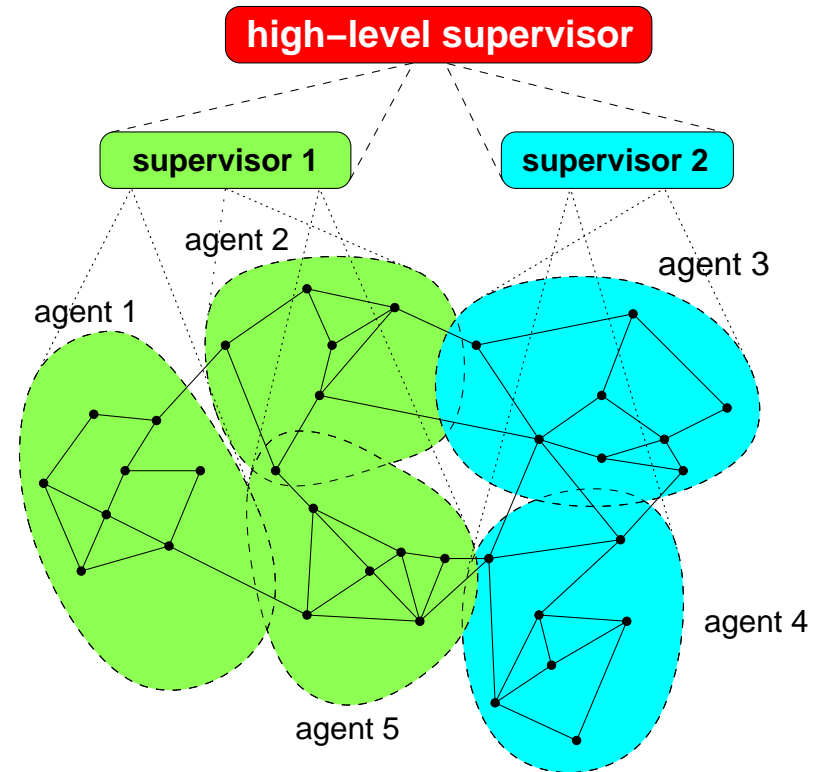 high−level supervisor
supervisor 1
supervisor 2
agent 2
agent 3
agent 1
agent 4
agent 5